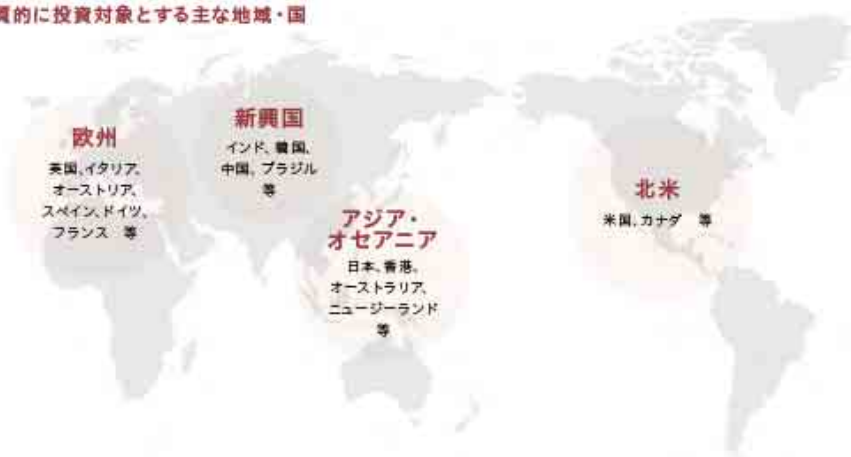 質的に投資対象とする主な地域・国
欧州
英国、イタリア、
オーストリア、
スペイン、ドイツ、
フランス 等
新興国
インド、韓国、
中国、ブラジル
等
アジア・
オセアニア
日本、香港、
オーストラリア、
ニュージーランド
等
北米
米国、カナダ 等